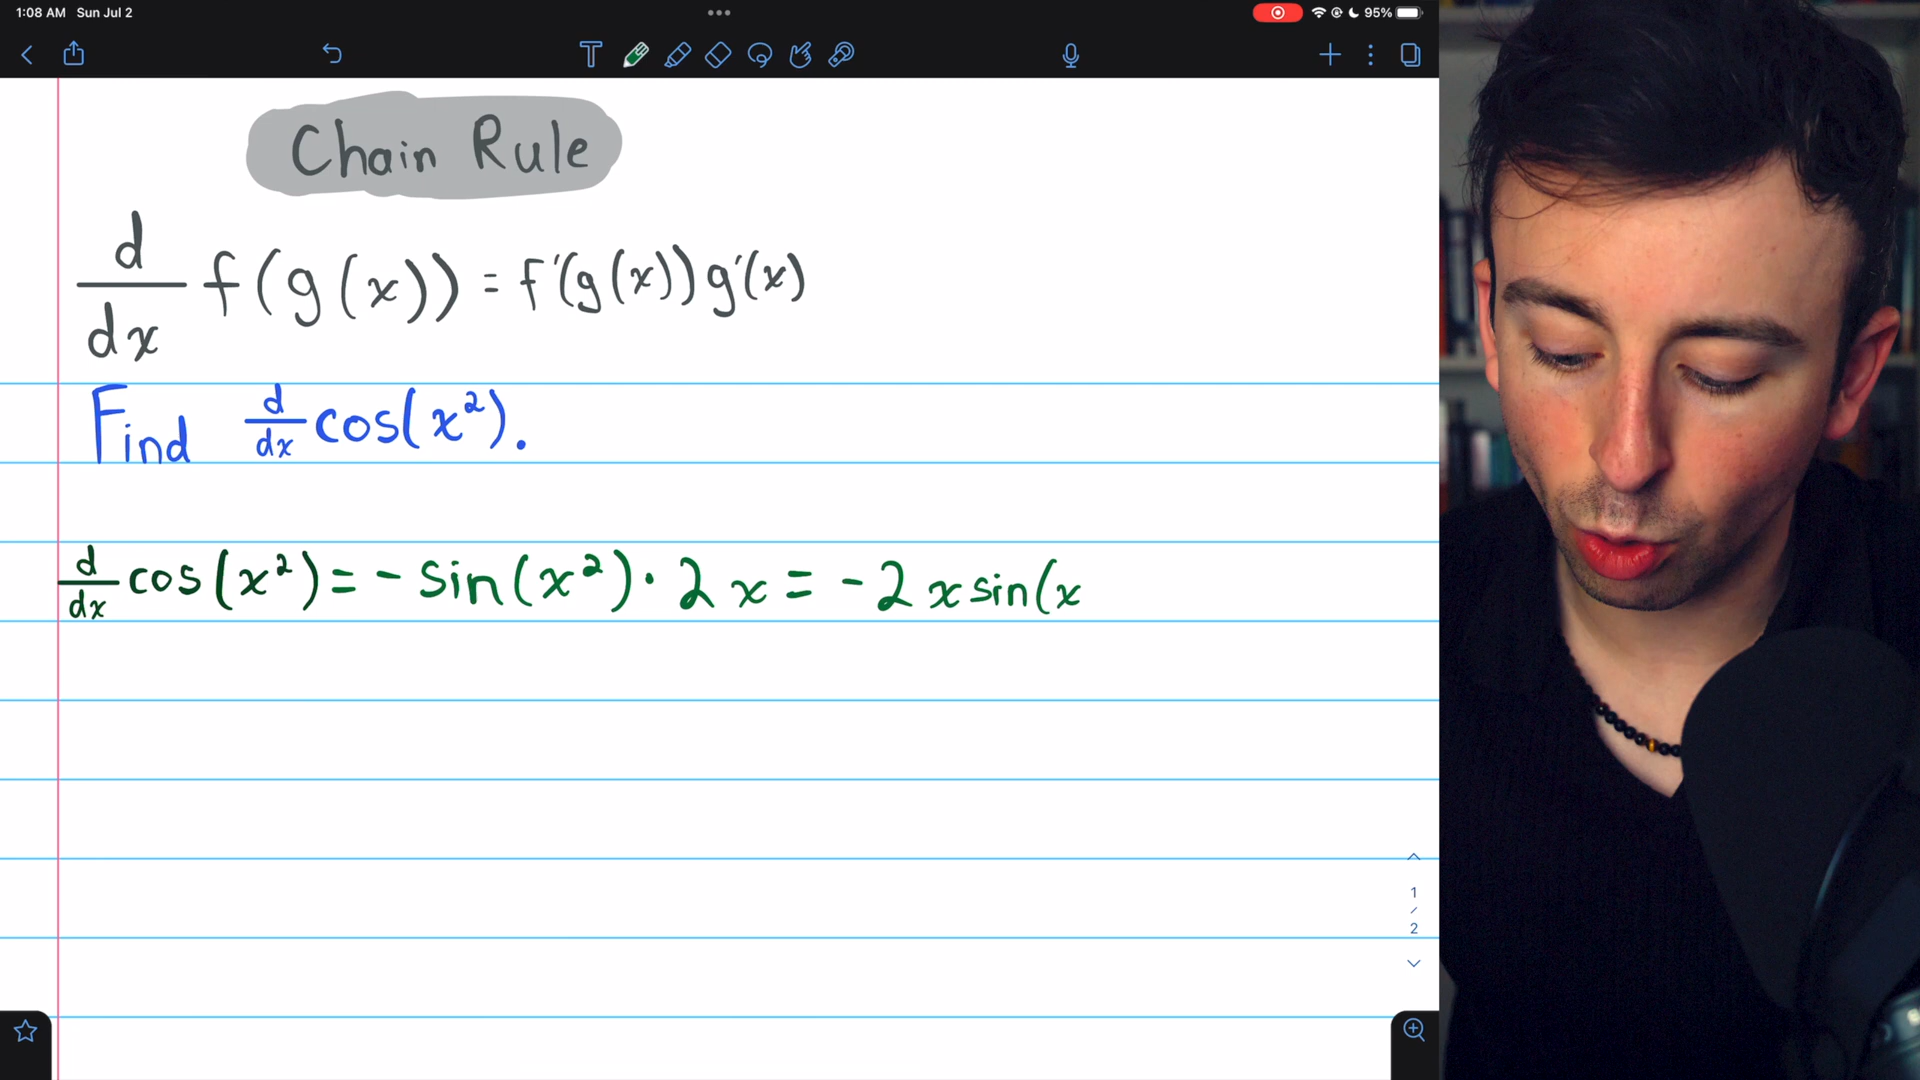 1:08 AM Sun Jul 2 95%
Chain Rule
d/dx f(g(x)) = f'(g(x))g'(x)
Find d/dx cos(x²).
d/dx cos(x²) = - sin(x²) · 2x = -2x sin(x
1
/
2